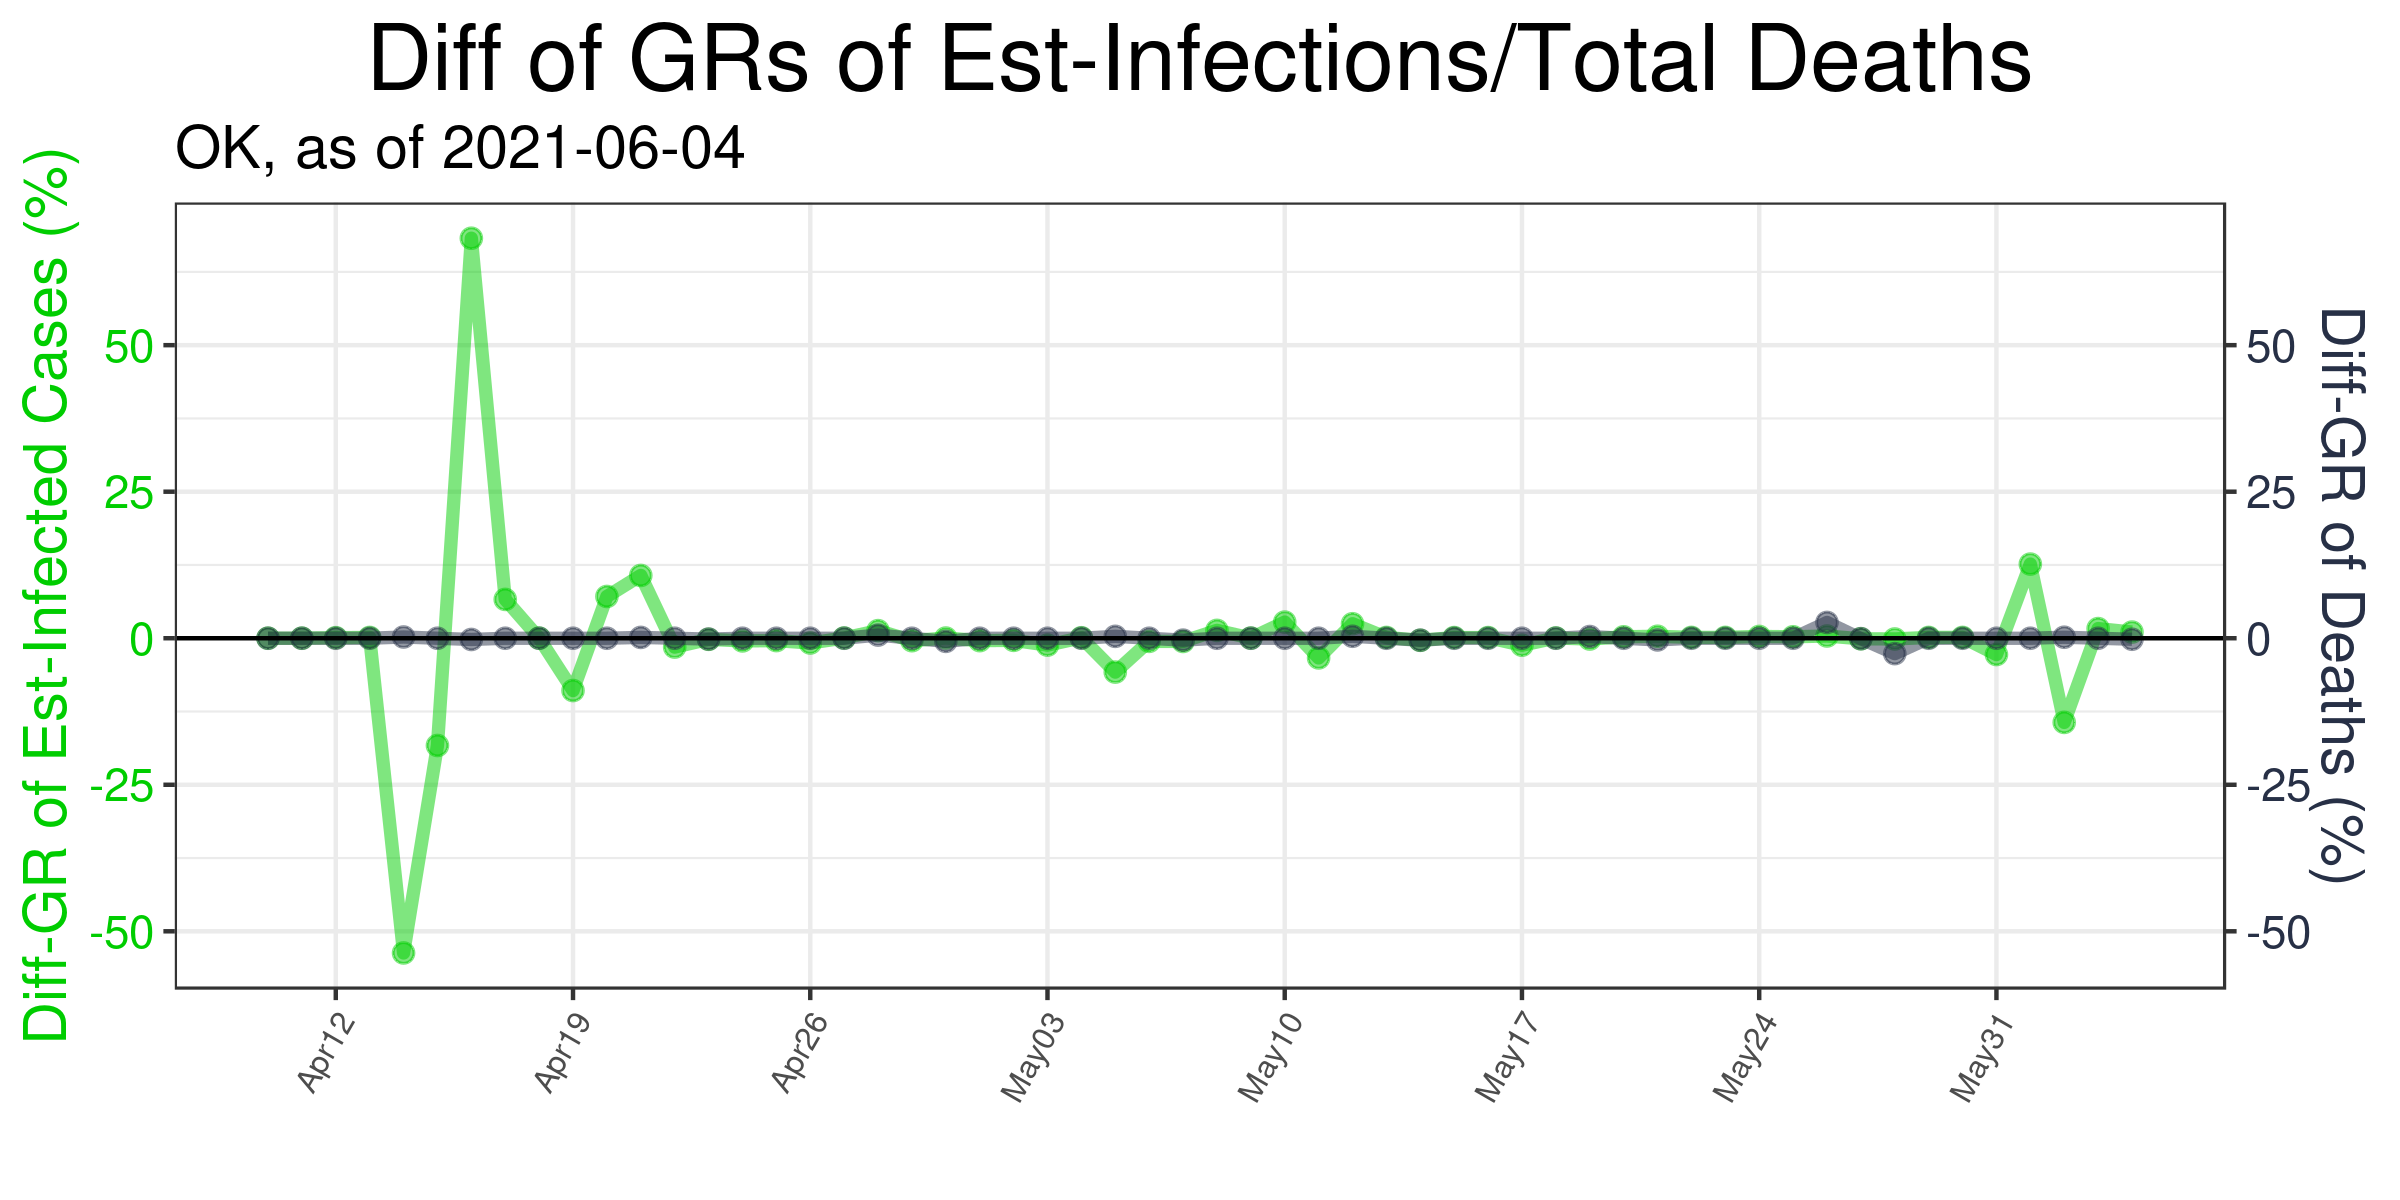 Diff of GRs of Est-Infections/Total Deaths
OK, as of 2021-06-04
Diff-GR of Est-Infected Cases (%)
50
25
0
-25
-50
50
25
0
-25
-50
Diff-GR of Deaths (%)
Apr12
Apr19
Apr26
May03
May10
May17
May24
May31